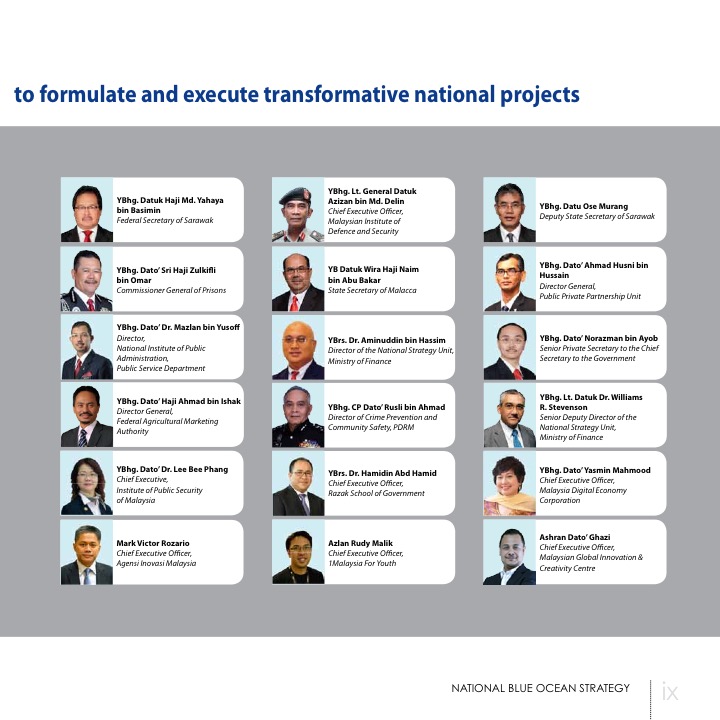 to formulate and execute transformative national projects
YBhg. Datuk Haji Md. Yahaya
bin Basimin
Federal Secretary of Sarawak
YBhg. Lt. General Datuk
Azizan bin Md. Delin
Chief Executive Officer,
Malaysian Institute of
Defence and Security
YBhg. Datu Ose Murang
Deputy State Secretary of Sarawak
YBhg. Dato’ Sri Haji Zulkifli
bin Omar
Commissioner General of Prisons
YB Datuk Wira Haji Naim
bin Abu Bakar
State Secretary of Malacca
YBhg. Dato’ Ahmad Husni bin
Hussain
Director General,
Public Private Partnership Unit
YBhg. Dato’ Dr. Mazlan bin Yusoff
Director,
National Institute of Public
Administration,
Public Service Department
YBrs. Dr. Aminuddin bin Hassim
Director of the National Strategy Unit,
Ministry of Finance
YBhg. Dato’ Norazman bin Ayob
Senior Private Secretary to the Chief
Secretary to the Government
YBhg. Dato’ Haji Ahmad bin Ishak
Director General,
Federal Agricultural Marketing
Authority
YBhg. CP Dato’ Rusli bin Ahmad
Director of Crime Prevention and
Community Safety, PDRM
YBhg. Lt. Datuk Dr. Williams
R. Stevenson
Senior Deputy Director of the
National Strategy Unit,
Ministry of Finance
YBhg. Dato’ Dr. Lee Bee Phang
Chief Executive,
Institute of Public Security
of Malaysia
YBrs. Dr. Hamidin Abd Hamid
Chief Executive Officer,
Razak School of Government
YBhg. Dato’ Yasmin Mahmood
Chief Executive Officer,
Malaysia Digital Economy
Corporation
Mark Victor Rozario
Chief Executive Officer,
Agensi Inovasi Malaysia
Azlan Rudy Malik
Chief Executive Officer,
1Malaysia For Youth
Ashran Dato’ Ghazi
Chief Executive Officer,
Malaysian Global Innovation &
Creativity Centre
NATIONAL BLUE OCEAN STRATEGY
ix